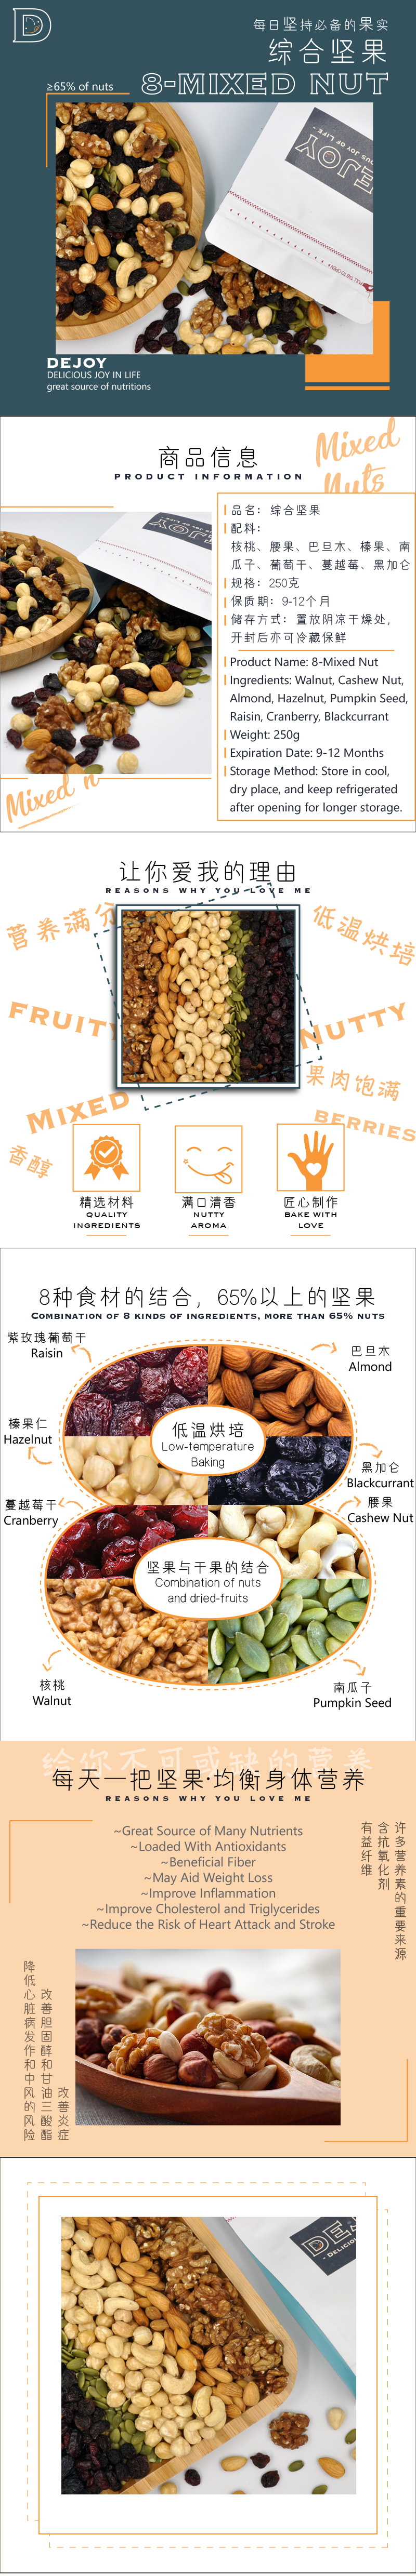 D
每日坚持必备的果实
综合坚果
8-MIXED NUT
≥65% of nuts
DEJOY
DEJOY
DELICIOUS JOY IN LIFE
great source of nutritions
商品信息
PRODUCT INFORMATION
Mixed
Nuts
品名：综合坚果
配料：
核桃、腰果、巴旦木、榛果、南
瓜子、葡萄干、蔓越莓、黑加仑
规格：250克
保质期：9-12个月
储存方式：置放阴凉干燥处，
开封后亦可冷藏保鲜
Product Name: 8-Mixed Nut
Ingredients: Walnut, Cashew Nut,
Almond, Hazelnut, Pumpkin Seed,
Raisin, Cranberry, Blackcurrant
Weight: 250g
Expiration Date: 9-12 Months
Storage Method: Store in cool,
dry place, and keep refrigerated
after opening for longer storage.
Mixed n
让你爱我的理由
REASONS WHY YOU LOVE ME
营养满分
低温烘培
FRUITY
NUTTY
果肉饱满
MIXED
BERRIES
香醇
精选材料
QUALITY
INGREDIENTS
满口清香
NUTTY
AROMA
匠心制作
BAKE WITH
LOVE
8种食材的结合，65%以上的坚果
COMBINATION OF 8 KINDS OF INGREDIENTS, MORE THAN 65% NUTS
紫玫瑰葡萄干
Raisin
巴旦木
Almond
榛果仁
Hazelnut
低温烘培
Low-temperature
Baking
黑加仑
Blackcurrant
蔓越莓干
Cranberry
腰果
Cashew Nut
坚果与干果的结合
Combination of nuts
and dried-fruits
核桃
Walnut
南瓜子
Pumpkin Seed
给你不可或缺的营养
每天一把坚果·均衡身体营养
REASONS WHY YOU LOVE ME
~Great Source of Many Nutrients
~Loaded With Antioxidants
~Beneficial Fiber
~May Aid Weight Loss
~Improve Inflammation
~Improve Cholesterol and Triglycerides
~Reduce the Risk of Heart Attack and Stroke
许多营养素的重要来源
含抗氧化剂
有益纤维
改善炎症
改善胆固醇和甘油三酸酯
降低心脏病发作和中风的风险